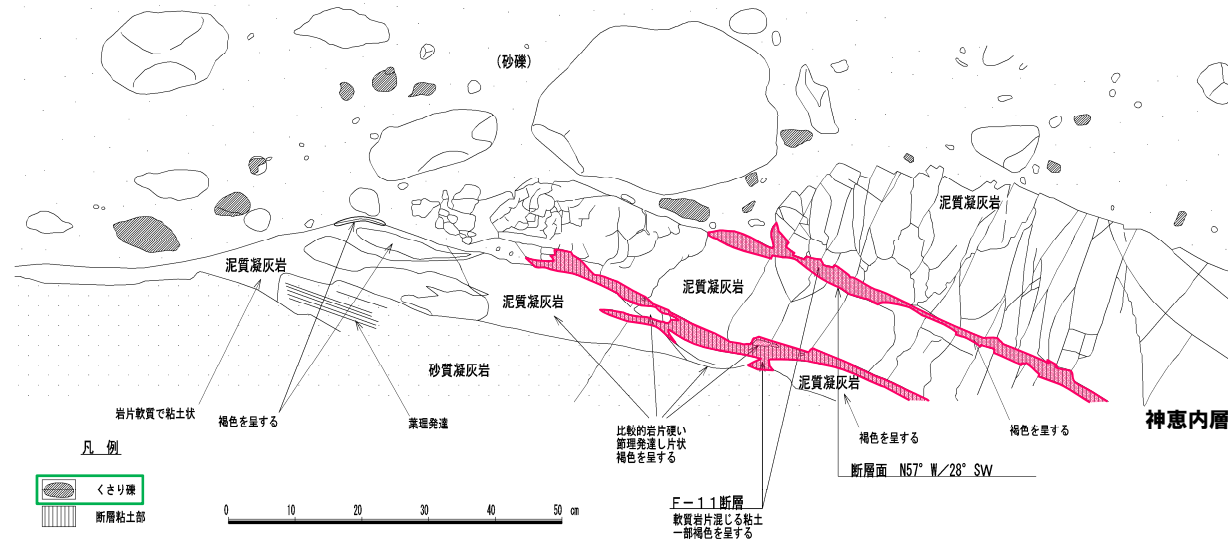 (砂礫)
泥質凝灰岩
泥質凝灰岩
泥質凝灰岩
泥質凝灰岩
砂質凝灰岩
泥質凝灰岩
岩片軟質で粘土状
褐色を呈する
葉理発達
比較的岩片硬い
節理発達し片状
褐色を呈する
褐色を呈する
褐色を呈する
神恵内層
断層面 N57°W/28°SW
F-11断層
軟質岩片混じる粘土
一部褐色を呈する
凡 例
くさり礫
断層粘土部
0 10 20 30 40 50 cm